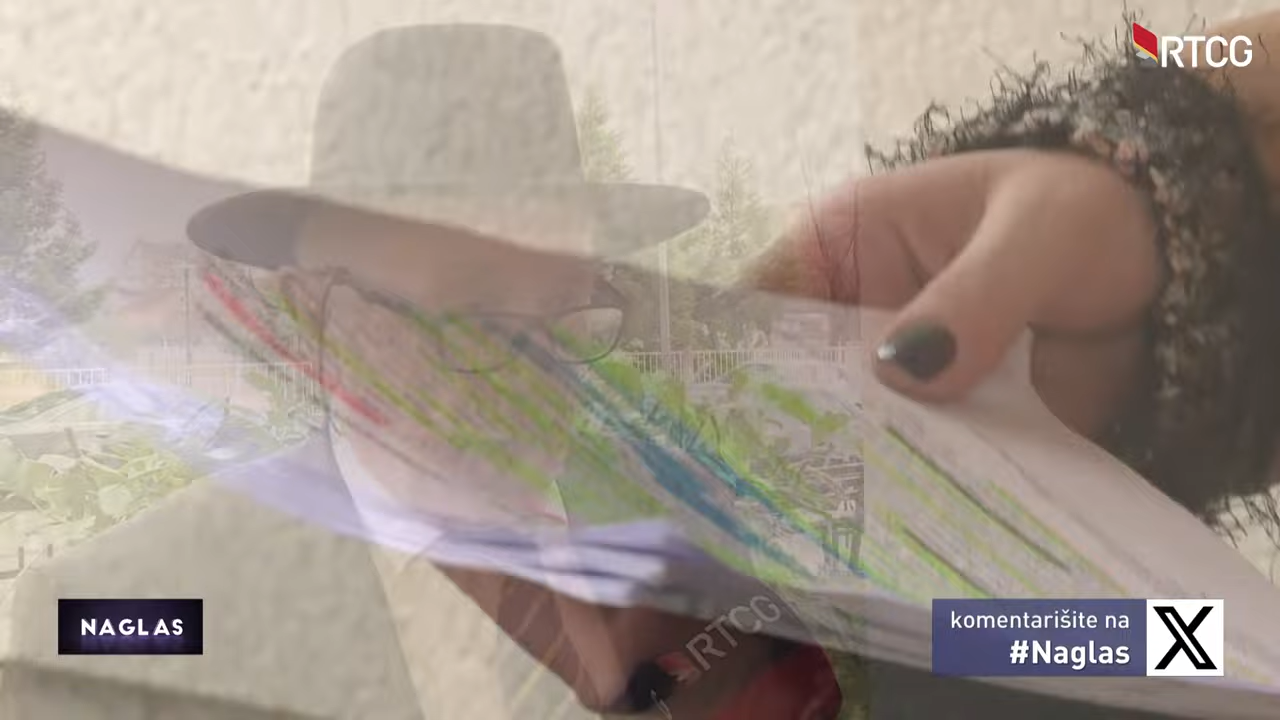 RTCG
RTCG
NAGLAS
komentarišite na
#Naglas
X